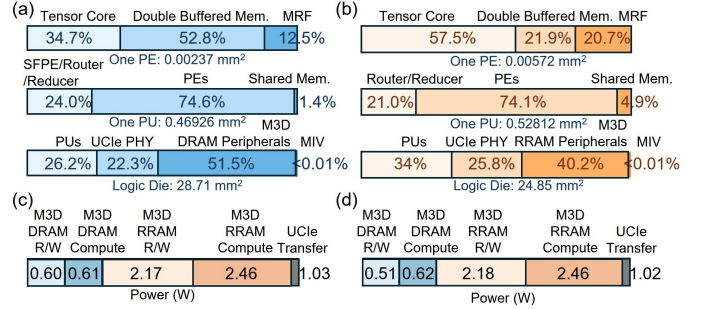 (a)
Tensor Core Double Buffered Mem. MRF
34.7% 52.8% 12.5%
One PE: 0.00237 mm²
SFPE/Router
/Reducer PEs Shared Mem.
24.0% 74.6% 1.4%
One PU: 0.46926 mm²
M3D
PUs UCIe PHY DRAM Peripherals MIV
26.2% 22.3% 51.5% <0.01%
Logic Die: 28.71 mm²
(b)
Tensor Core Double Buffered Mem. MRF
57.5% 21.9% 20.7%
One PE: 0.00572 mm²
Router/Reducer PEs Shared Mem.
21.0% 74.1% 4.9%
One PU: 0.52812 mm²
M3D
PUs UCIe PHY RRAM Peripherals MIV
34% 25.8% 40.2% <0.01%
Logic Die: 24.85 mm²
(c)
M3D M3D M3D M3D
DRAM DRAM RRAM RRAM UCIe
R/W Compute R/W Compute Transfer
0.60 0.61 2.17 2.46 1.03
Power (W)
(d)
M3D M3D M3D M3D
DRAM DRAM RRAM RRAM UCIe
R/W Compute R/W Compute Transfer
0.51 0.62 2.18 2.46 1.02
Power (W)